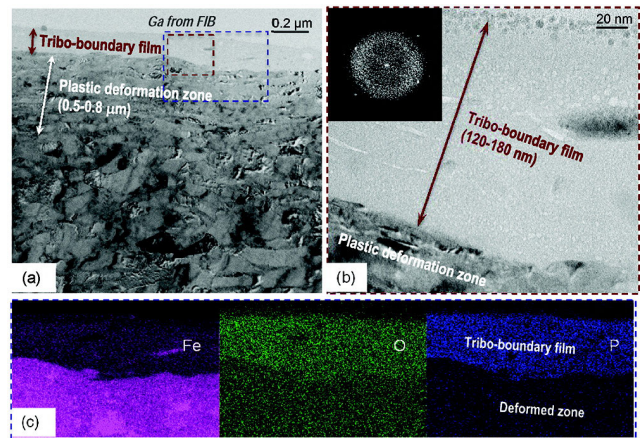 Ga from FIB
0.2 μm
Tribo-boundary film
Plastic deformation zone
(0.5-0.8 μm)
(a)
20 nm
Tribo-boundary film
(120-180 nm)
Plastic deformation zone
(b)
Fe
O
P
Tribo-boundary film
Deformed zone
(c)